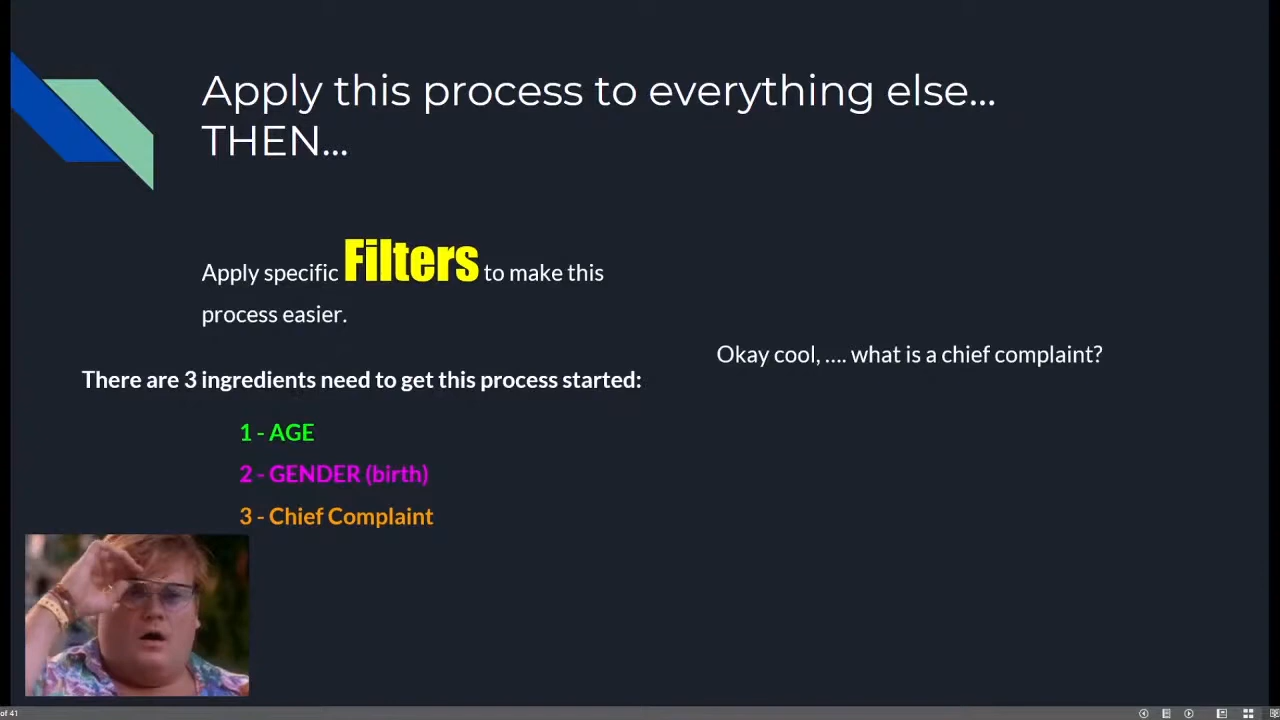 Apply this process to everything else...
THEN...
Apply specific Filters to make this
process easier.
There are 3 ingredients need to get this process started:
1 - AGE
2 - GENDER (birth)
3 - Chief Complaint
Okay cool, .... what is a chief complaint?
of 41